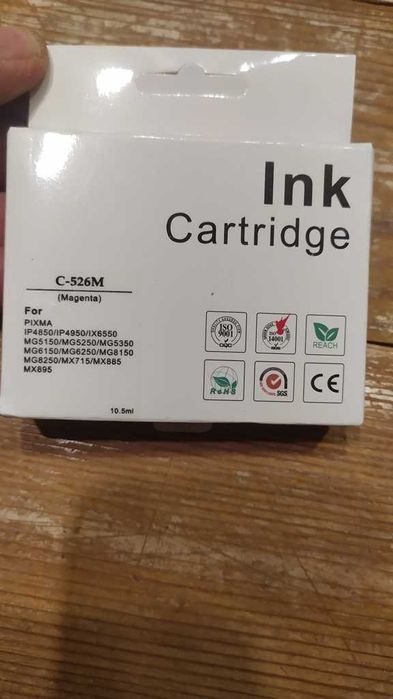 Ink
Cartridge
C-526M
(Magenta)
For
PIXMA
IP4850/IP4950/IX6550
MG5150/MG5250/MG5350
MG6150/MG6250/MG8150
MG8250/MX715/MX885
MX895
10.5ml
ISO
9001
ISO
14001
REACH
RoHS
SGS
CE